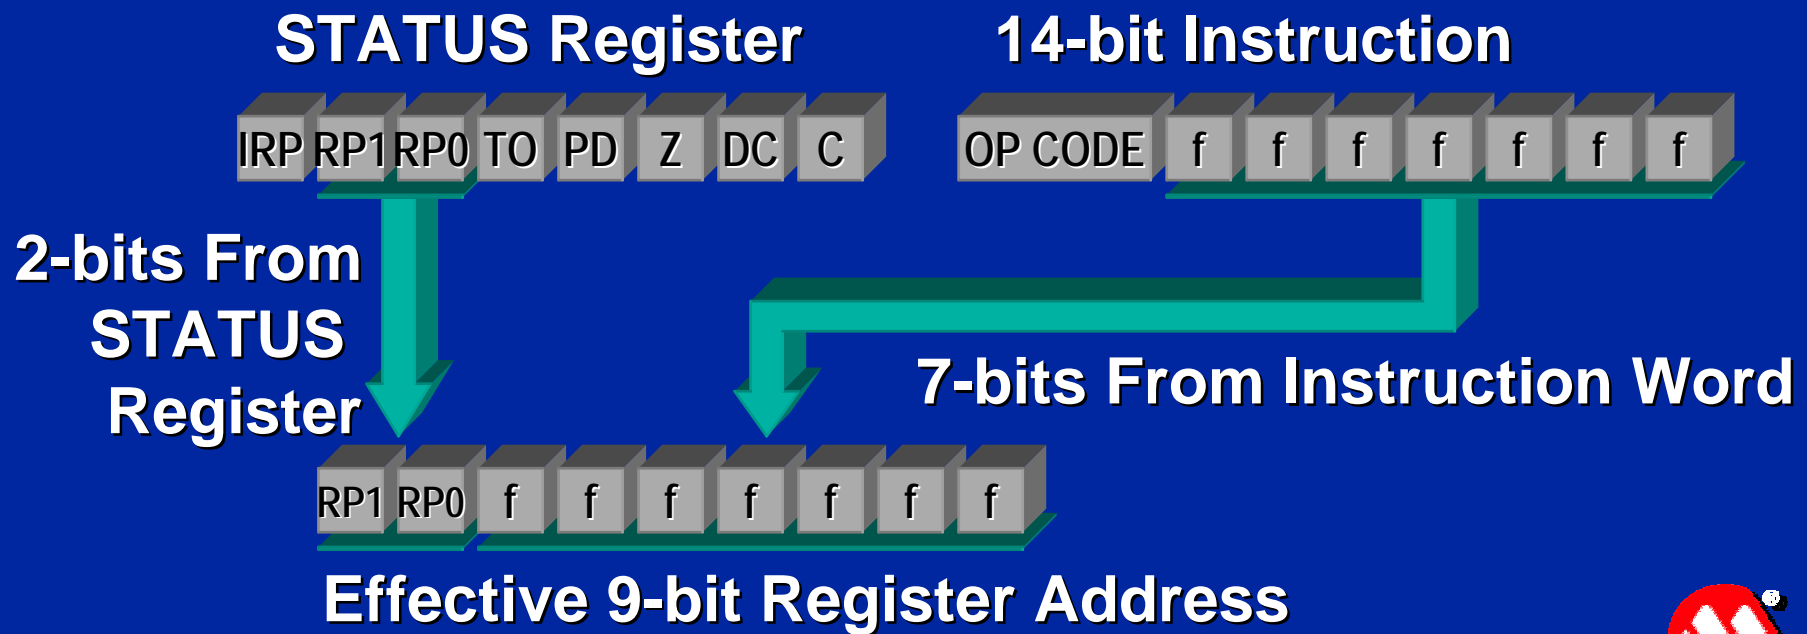 STATUS Register
14-bit Instruction
IRP RP1 RP0 TO PD Z DC C
OP CODE f f f f f f f
2-bits From
STATUS
Register
7-bits From Instruction Word
RP1 RP0 f f f f f f f
Effective 9-bit Register Address
®